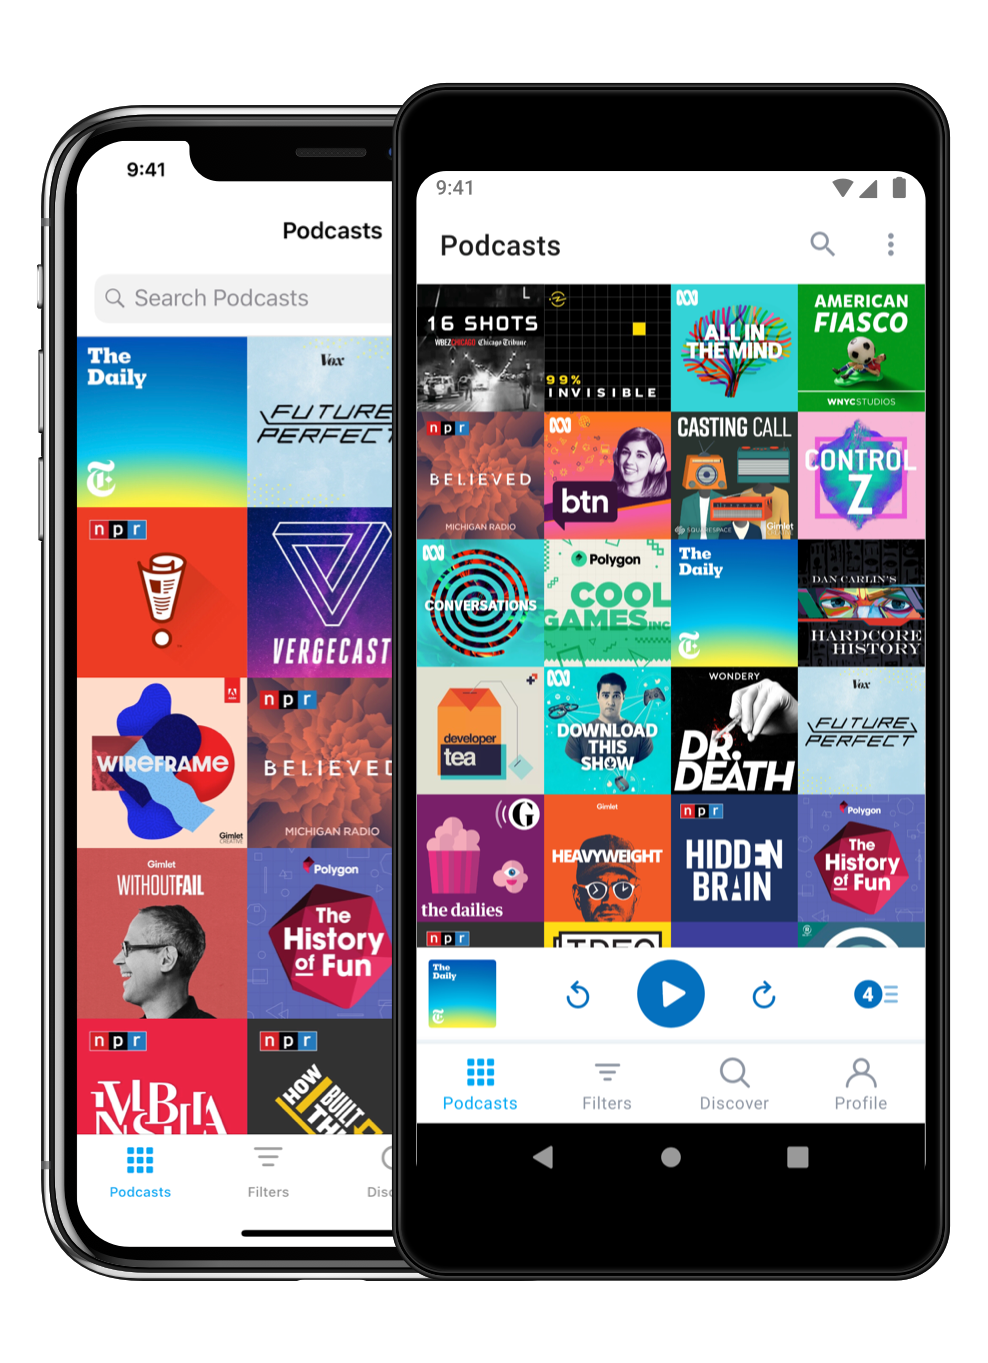 9:41
Podcasts
Search Podcasts
The
Daily
Vox
FUTURE
PERFECT
npr
VERGECAST
WIREFRAME
Gimlet
CREATIVE
npr
BELIEVED
MICHIGAN RADIO
Gimlet
WITHOUTFAIL
Polygon
The
History
of Fun
npr
npr
HOW
BUILT
Podcasts
Filters
9:41
Podcasts
16 SHOTS
WBEZCHICAGO Chicago Tribune
99%
INVISIBLE
ALL IN
THE MIND
AMERICAN
FIASCO
WNYCSTUDIOS
npr
BELIEVED
MICHIGAN RADIO
btn
CASTING CALL
SQUARESPACE
Gimlet
CONTROL
Z
CONVERSATIONS
Polygon
COOL
GAMES INC
The
Daily
DAN CARLIN'S
HARDCORE
HISTORY
developer
tea
DOWNLOAD
THIS
SHOW
WONDERY
DR.
DEATH
Vox
FUTURE
PERFECT
G
the dailies
Gimlet
HEAVYWEIGHT
npr
HIDDEN
BRAIN
Polygon
The
History
of Fun
npr
The
Daily
4
Podcasts
Filters
Discover
Profile